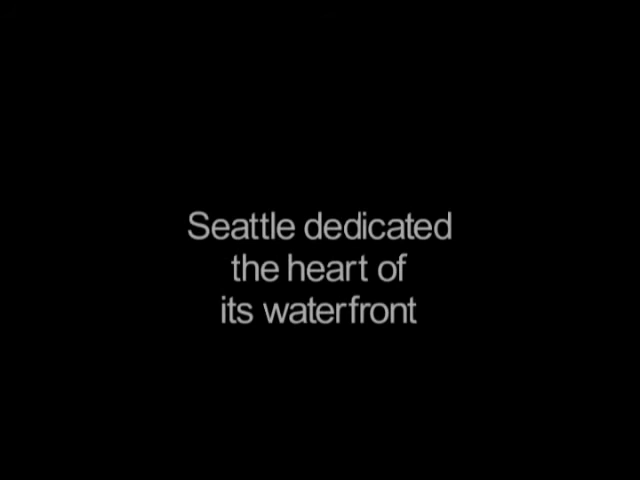 Seattle dedicated
the heart of
its waterfront